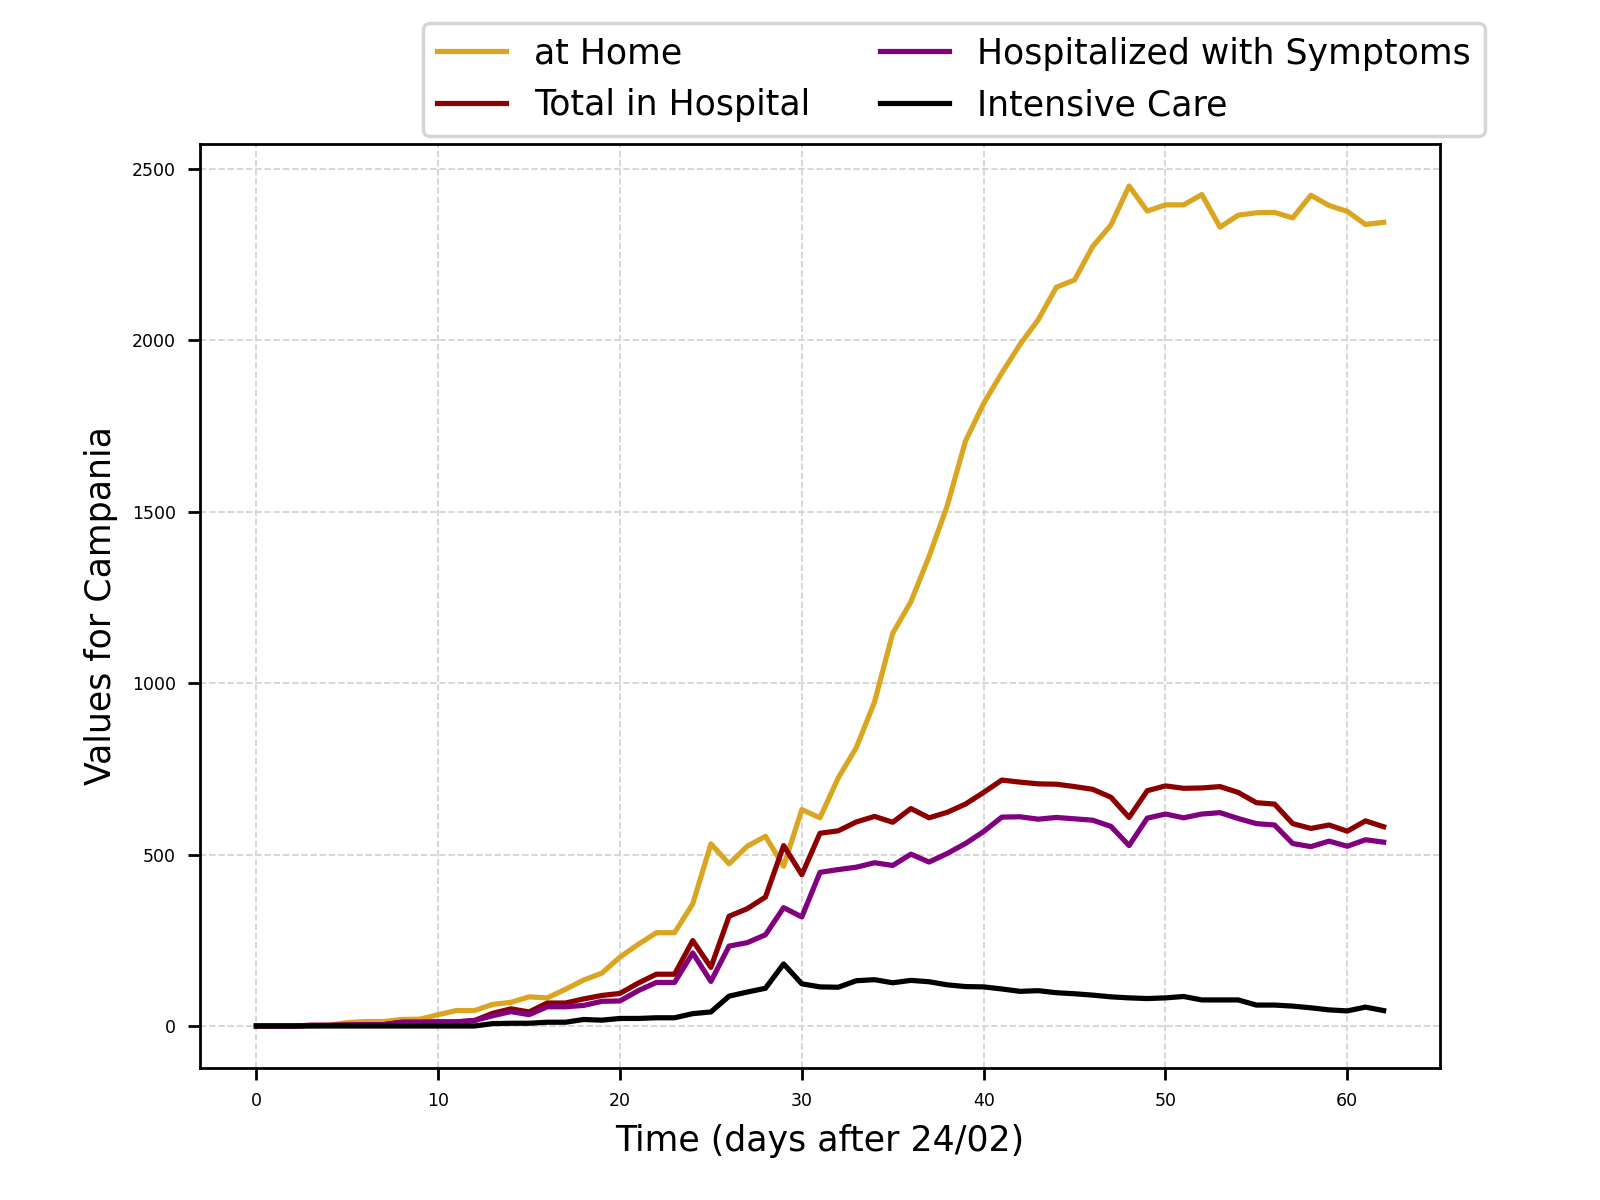 at Home
Total in Hospital
Hospitalized with Symptoms
Intensive Care
Values for Campania
2500
2000
1500
1000
500
0
0 10 20 30 40 50 60
Time (days after 24/02)